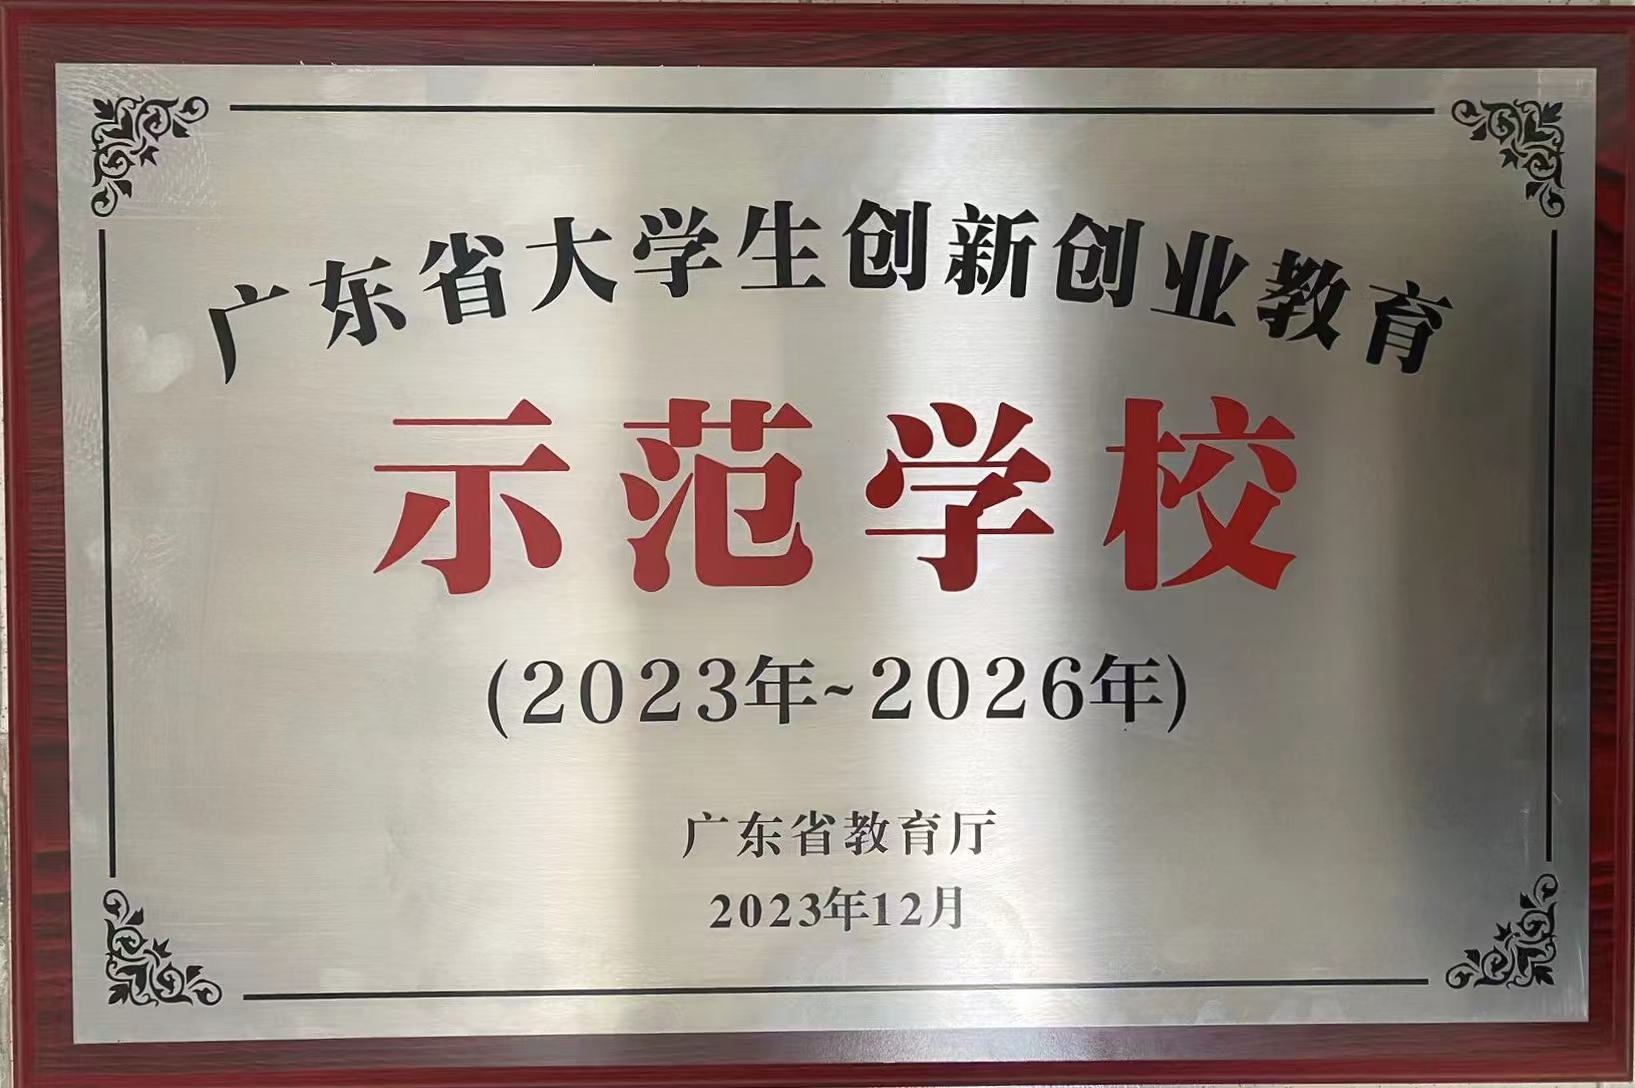 广东省大学生创新创业教育
示范学校
(2023年~2026年)
广东省教育厅
2023年12月